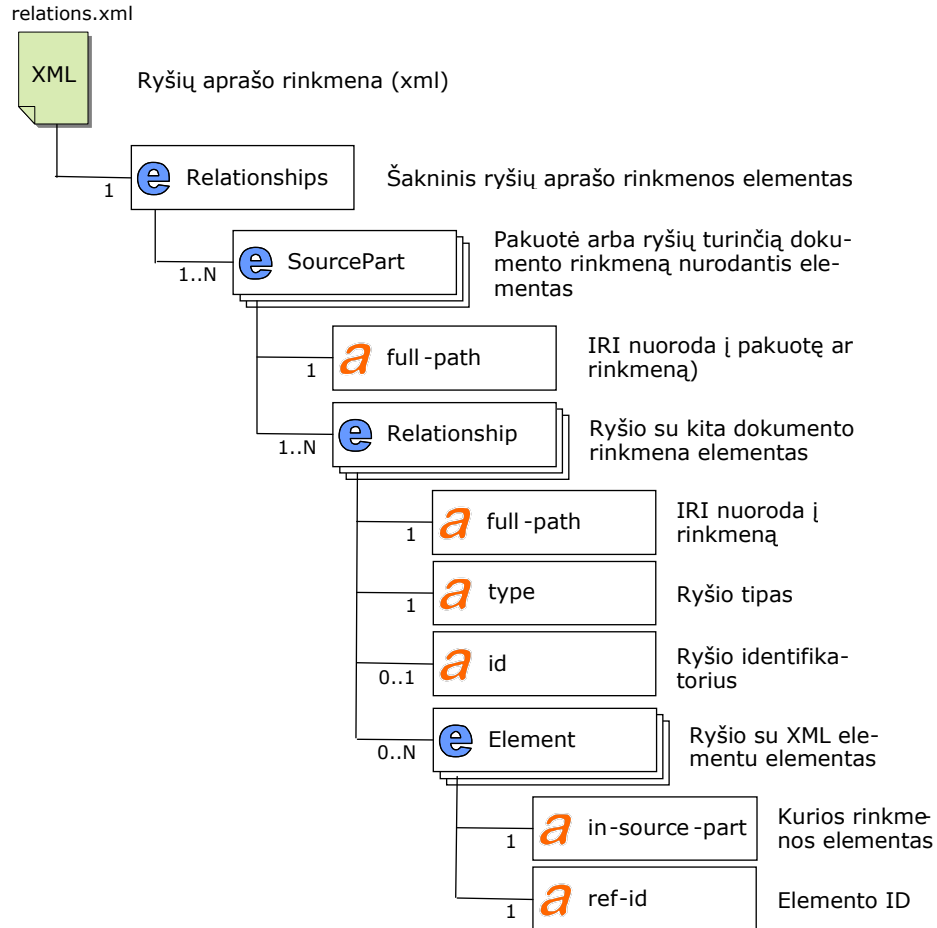 relations.xml
XML
Ryšių aprašo rinkmena (xml)
1
Relationships
Šakninis ryšių aprašo rinkmenos elementas
1..N
SourcePart
Pakuotė arba ryšių turinčią doku-
mento rinkmeną nurodantis ele-
mentas
1
full-path
IRI nuoroda į pakuotę ar
rinkmeną)
1..N
Relationship
Ryšio su kita dokumento
rinkmena elementas
1
full-path
IRI nuoroda į
rinkmeną
1
type
Ryšio tipas
0..1
id
Ryšio identifika-
torius
0..N
Element
Ryšio su XML ele-
mentu elementas
1
in-source-part
Kurios rinkme-
nos elementas
1
ref-id
Elemento ID